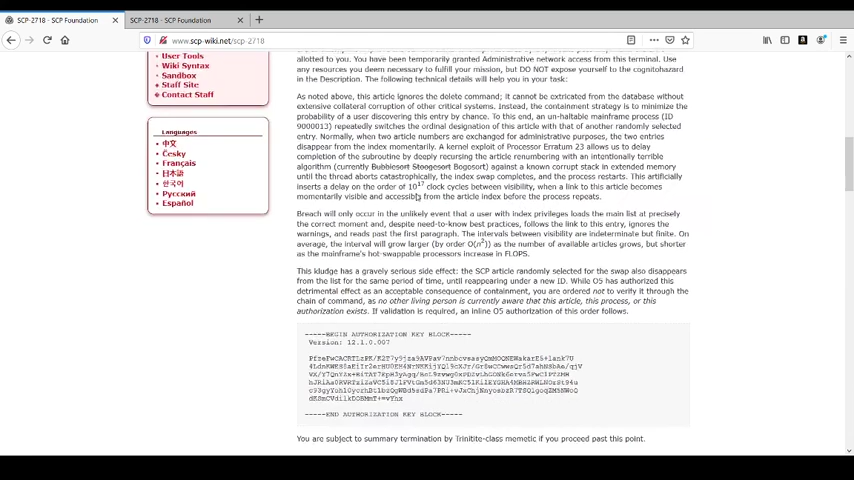 SCP-2718 - SCP Foundation
SCP-2718 - SCP Foundation
www.scp-wiki.net/scp-2718
User Tools
Wiki Syntax
Sandbox
Staff Site
Contact Staff
Languages
中文
Česky
Français
日本語
한국어
Русский
Español
allotted to you. You have been temporarily granted Administrative network access from this terminal. Use
any resources you deem necessary to fulfill your mission, but DO NOT expose yourself to the cognitohazard
in the Description. The following technical details will help you in your task:
As noted above, this article ignores the delete command; it cannot be extricated from the database without
extensive collateral corruption of other critical systems. Instead, the containment strategy is to minimize the
probability of a user discovering this entry by chance. To this end, an un-haltable mainframe process (ID
9000013) repeatedly switches the ordinal designation of this article with that of another randomly selected
entry. Normally, when two article numbers are exchanged for administrative purposes, the two entries
disappear from the index momentarily. A kernel exploit of Processor Erratum 23 allows us to delay
completion of the subroutine by deeply recursing the article renumbering with an intentionally terrible
algorithm (currently Bubblesort Stoogesort Bogosort) against a known corrupt stack in extended memory
until the thread aborts catastrophically, the index swap completes, and the process restarts. This artificially
inserts a delay on the order of 10¹⁷ clock cycles between visibility, when a link to this article becomes
momentarily visible and accessible from the article index before the process repeats.
Breach will only occur in the unlikely event that a user with index privileges loads the main list at precisely
the correct moment and, despite need-to-know best practices, follows the link to this entry, ignores the
warnings, and reads past the first paragraph. The intervals between visibility are indeterminate but finite. On
average, the interval will grow larger (by order O(n²)) as the number of available articles grows, but shorter
as the mainframe's hot-swappable processors increase in FLOPS.
This kludge has a gravely serious side effect: the SCP article randomly selected for the swap also disappears
from the list for the same period of time, until reappearing under a new ID. While O5 has authorized this
detrimental effect as an acceptable consequence of containment, you are ordered not to verify it through the
chain of command, as no other living person is currently aware that this article, this process, or this
authorization exists. If validation is required, an inline O5 authorization of this order follows.
-----BEGIN AUTHORIZATION KEY BLOCK-----
Version: 12.1.0.007
-----END AUTHORIZATION KEY BLOCK-----
You are subject to summary termination by Trinitite-class memetic if you proceed past this point.